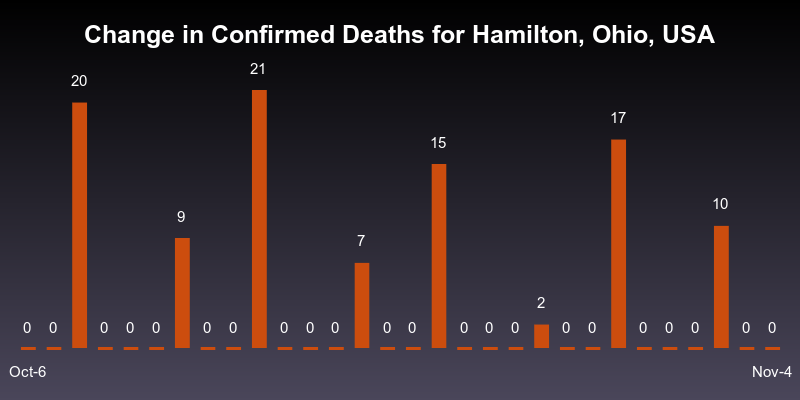 Change in Confirmed Deaths for Hamilton, Ohio, USA
0 0 20 0 0 0 9 0 0 21 0 0 0 7 0 0 15 0 0 0 2 0 0 17 0 0 0 10 0 0
Oct-6 Nov-4